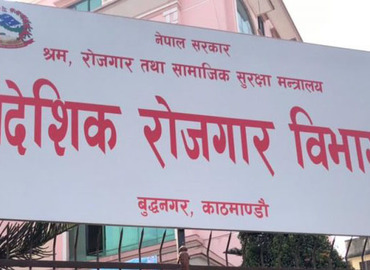 नेपाल सरकार
श्रम, रोजगार तथा सामाजिक सुरक्षा मन्त्रालय
देशिक रोजगार विभा
बुद्धनगर, काठमाण्डौ